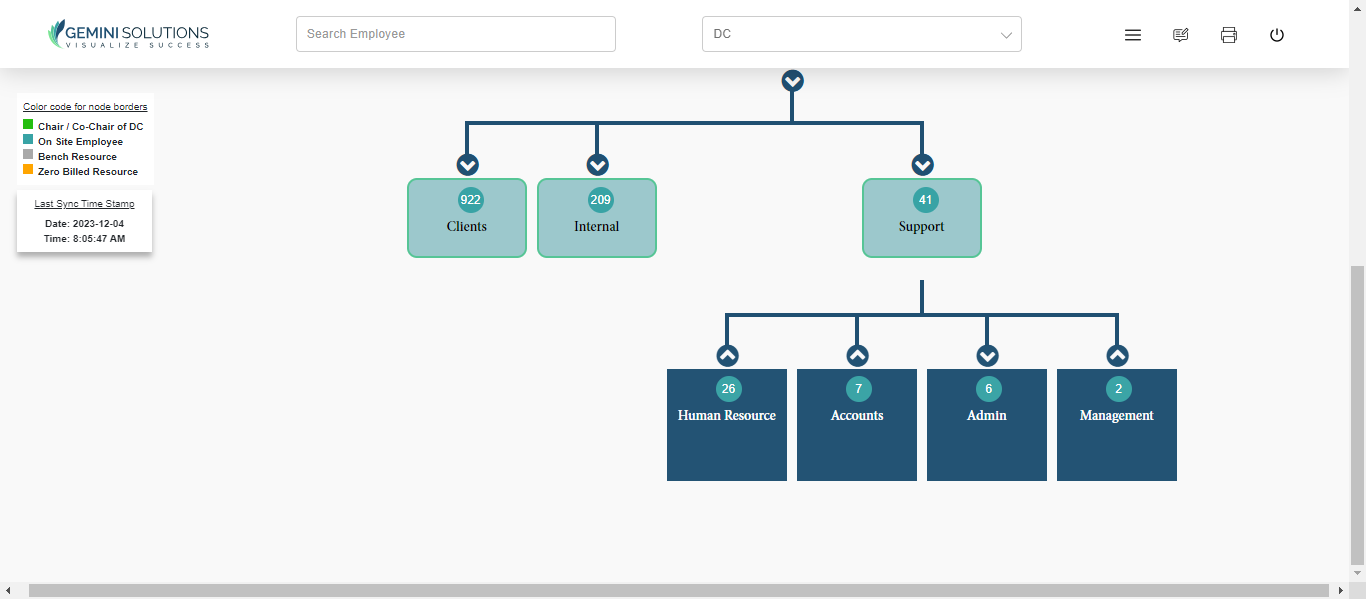 GEMINI SOLUTIONS
VISUALIZE SUCCESS
Search Employee
DC
Color code for node borders
Chair / Co-Chair of DC
On Site Employee
Bench Resource
Zero Billed Resource
Last Sync Time Stamp
Date: 2023-12-04
Time: 8:05:47 AM
922
Clients
209
Internal
41
Support
26
Human Resource
7
Accounts
6
Admin
2
Management